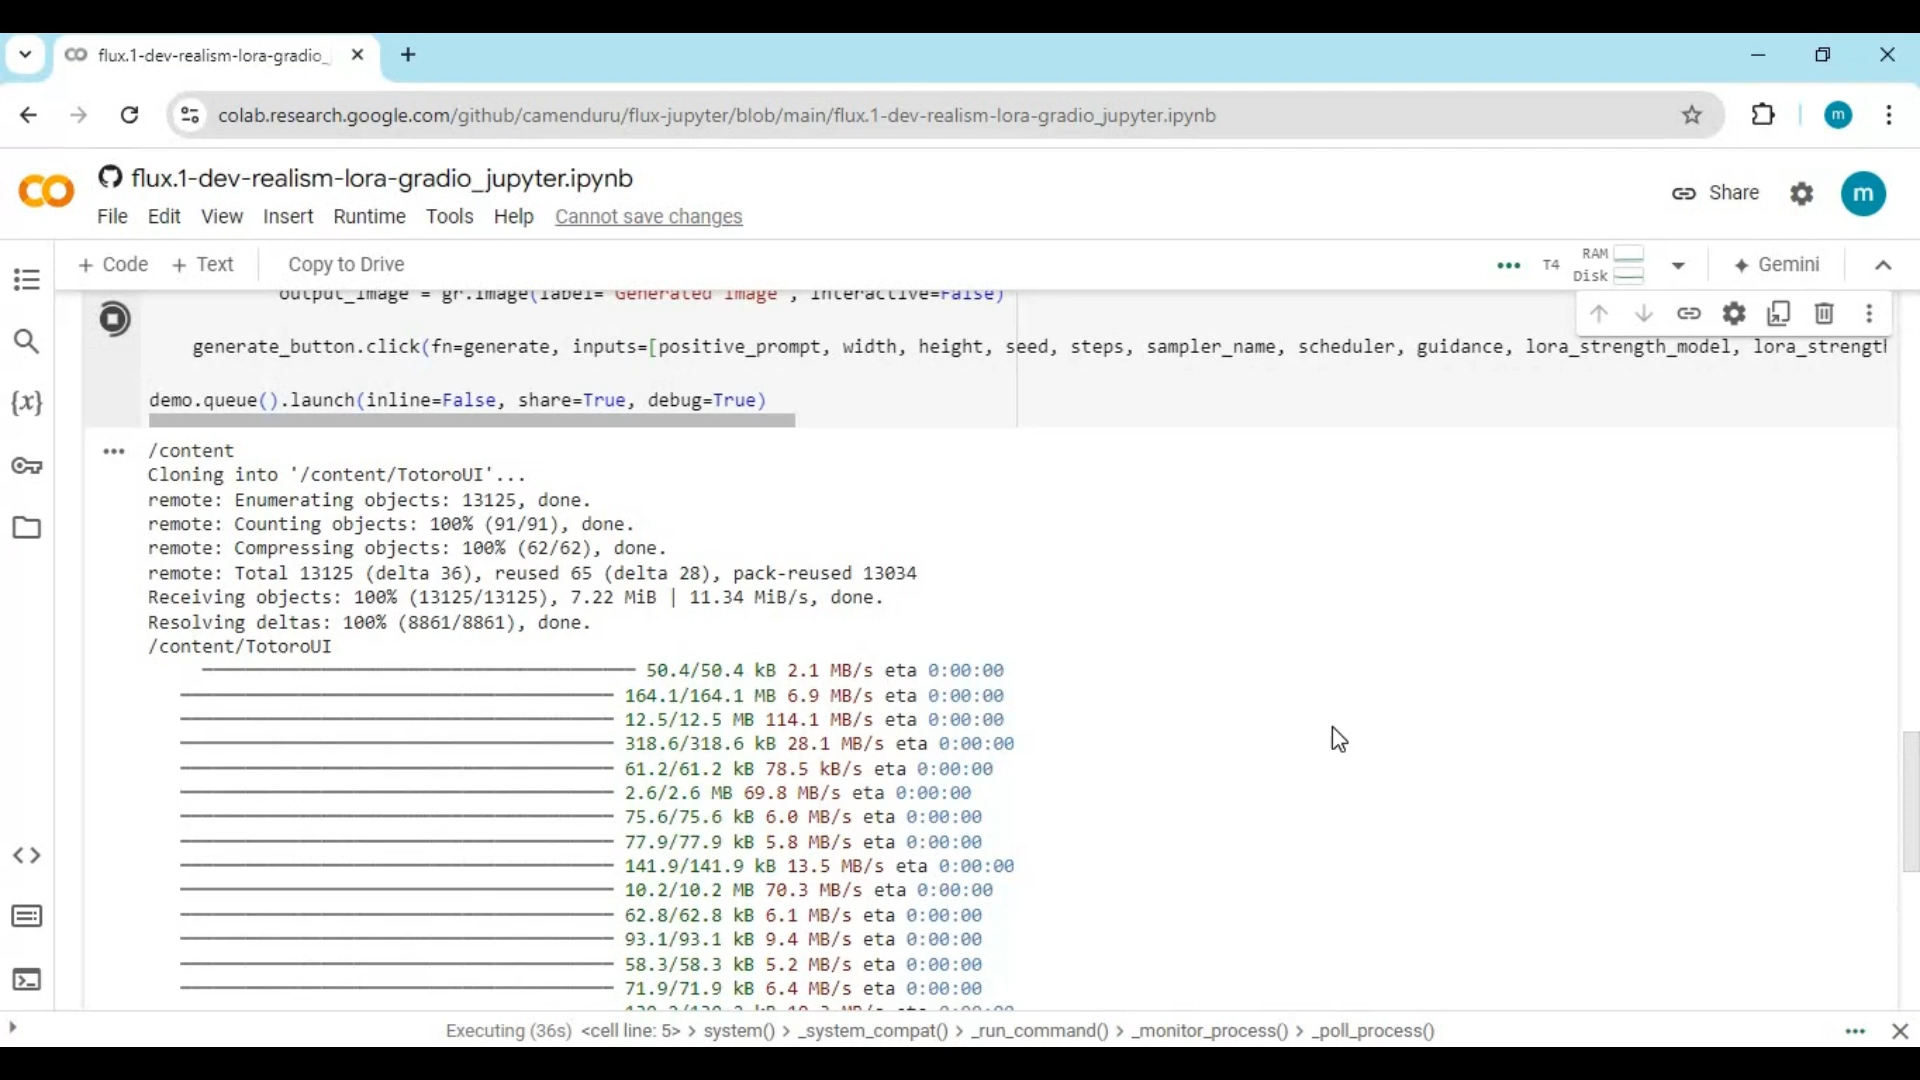 flux.1-dev-realism-lora-gradio_
colab.research.google.com/github/camenduru/flux-jupyter/blob/main/flux.1-dev-realism-lora-gradio_jupyter.ipynb
m
flux.1-dev-realism-lora-gradio_jupyter.ipynb
Share
m
File Edit View Insert Runtime Tools Help Cannot save changes
+ Code + Text Copy to Drive
T4 RAM Disk Gemini
output_image = gr.Image(label="Generated Image", interactive=False)
generate_button.click(fn=generate, inputs=[positive_prompt, width, height, seed, steps, sampler_name, scheduler, guidance, lora_strength_model, lora_strengt
demo.queue().launch(inline=False, share=True, debug=True)
/content
Cloning into '/content/TotoroUI'...
remote: Enumerating objects: 13125, done.
remote: Counting objects: 100% (91/91), done.
remote: Compressing objects: 100% (62/62), done.
remote: Total 13125 (delta 36), reused 65 (delta 28), pack-reused 13034
Receiving objects: 100% (13125/13125), 7.22 MiB | 11.34 MiB/s, done.
Resolving deltas: 100% (8861/8861), done.
/content/TotoroUI
50.4/50.4 kB 2.1 MB/s eta 0:00:00
164.1/164.1 MB 6.9 MB/s eta 0:00:00
12.5/12.5 MB 114.1 MB/s eta 0:00:00
318.6/318.6 kB 28.1 MB/s eta 0:00:00
61.2/61.2 kB 78.5 kB/s eta 0:00:00
2.6/2.6 MB 69.8 MB/s eta 0:00:00
75.6/75.6 kB 6.0 MB/s eta 0:00:00
77.9/77.9 kB 5.8 MB/s eta 0:00:00
141.9/141.9 kB 13.5 MB/s eta 0:00:00
10.2/10.2 MB 70.3 MB/s eta 0:00:00
62.8/62.8 kB 6.1 MB/s eta 0:00:00
93.1/93.1 kB 9.4 MB/s eta 0:00:00
58.3/58.3 kB 5.2 MB/s eta 0:00:00
71.9/71.9 kB 6.4 MB/s eta 0:00:00
Executing (36s) <cell line: 5> > system() > _system_compat() > _run_command() > _monitor_process() > _poll_process()